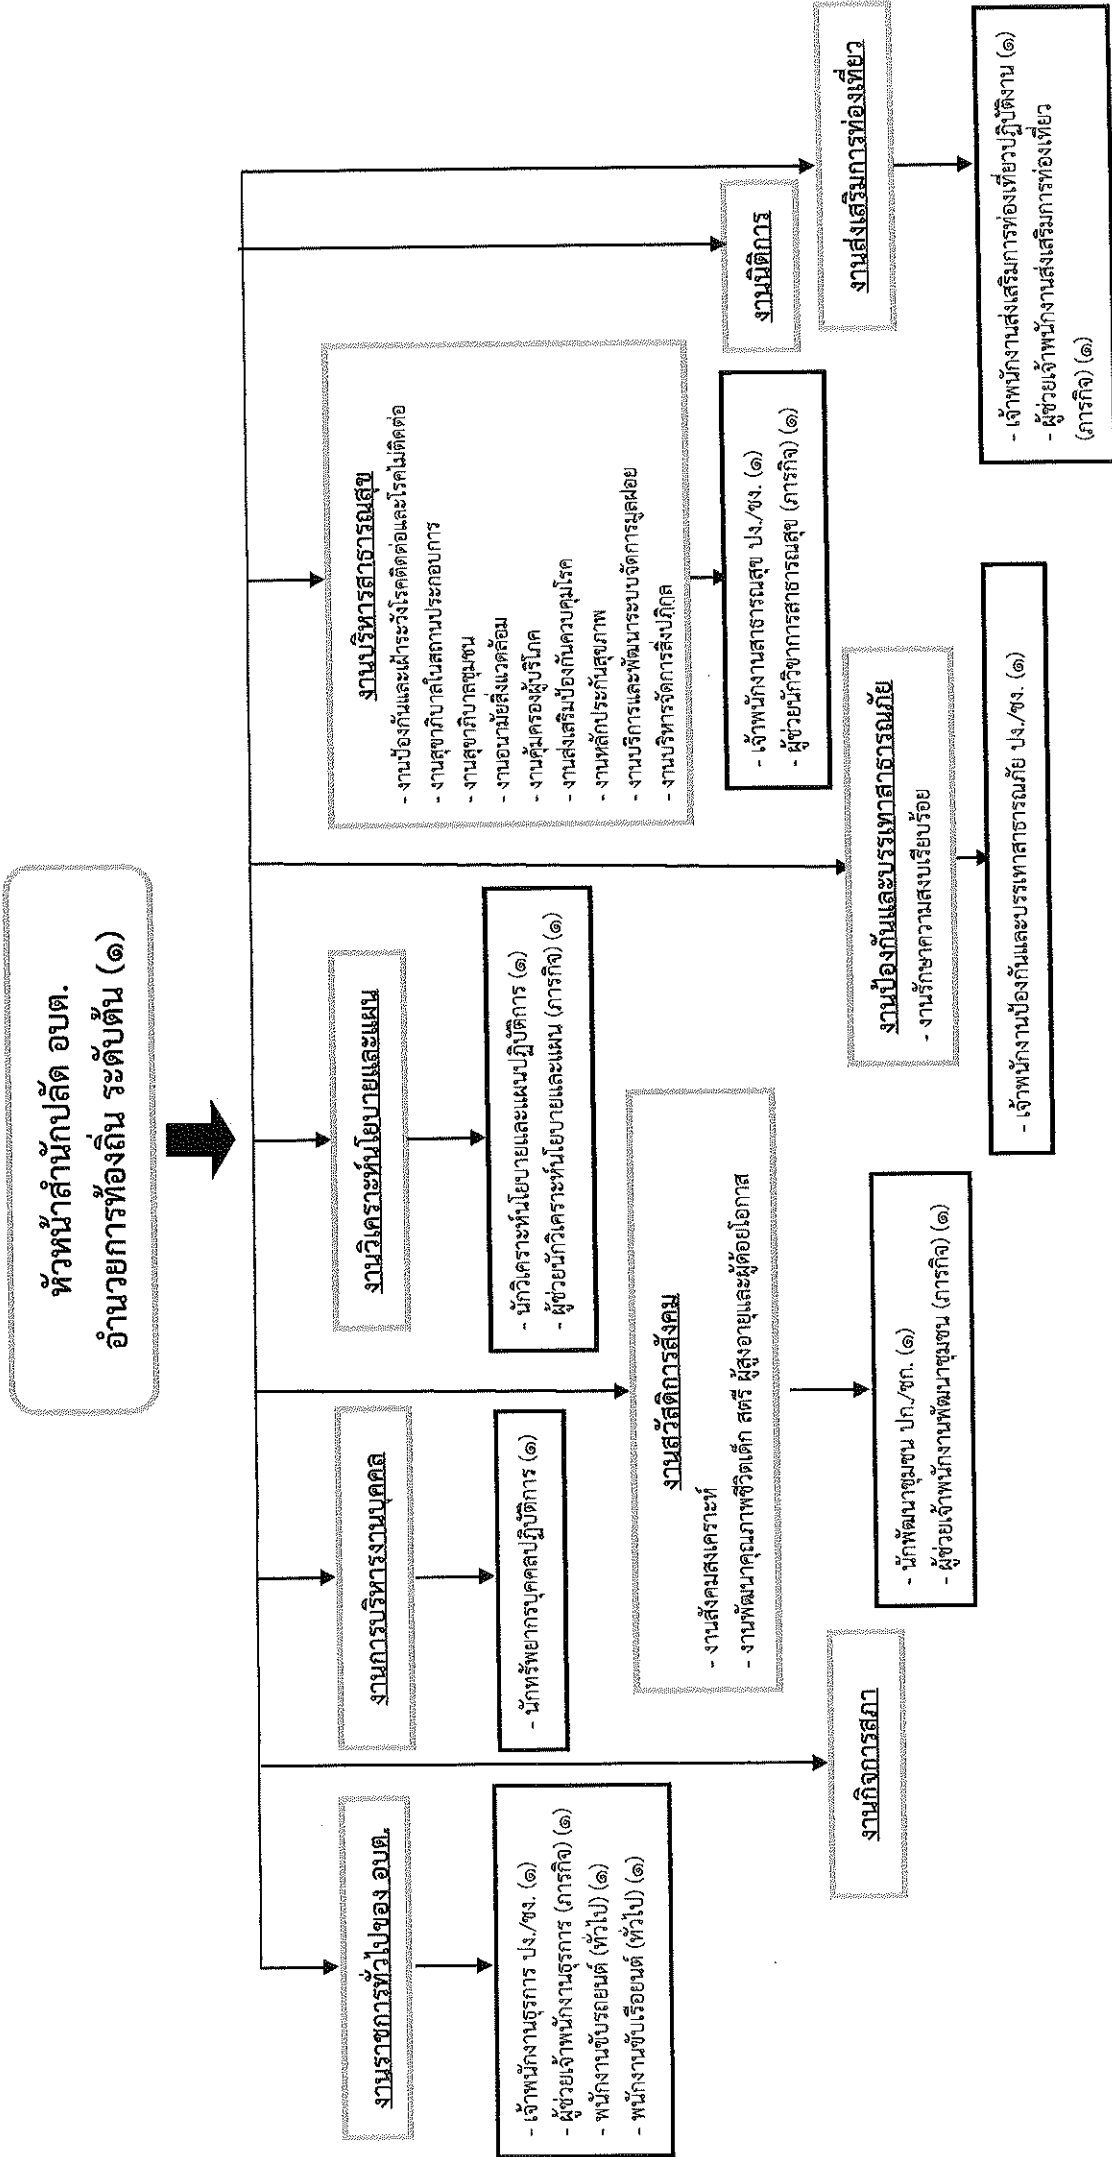 หัวหน้าสำนักปลัด อบต.
อำนวยการท้องถิ่น ระดับต้น (๑)
งานราชการทั่วไปของ อบต.
- เจ้าพนักงานธุรการ ปง./ชง. (๑)
- ผู้ช่วยเจ้าพนักงานธุรการ (ภารกิจ) (๑)
- พนักงานขับรถยนต์ (ทั่วไป) (๑)
- พนักงานขับเรือยนต์ (ทั่วไป) (๑)
งานกิจการสภา
งานการบริหารงานบุคคล
- นักทรัพยากรบุคคลปฏิบัติการ (๑)
งานสวัสดิการสังคม
- งานสังคมสงเคราะห์
- งานพัฒนาคุณภาพชีวิตเด็ก สตรี ผู้สูงอายุและผู้ด้อยโอกาส
- นักพัฒนาชุมชน ปก./ชก. (๑)
- ผู้ช่วยเจ้าพนักงานพัฒนาชุมชน (ภารกิจ) (๑)
งานวิเคราะห์นโยบายและแผน
- นักวิเคราะห์นโยบายและแผนปฏิบัติการ (๑)
- ผู้ช่วยนักวิเคราะห์นโยบายและแผน (ภารกิจ) (๑)
งานป้องกันและบรรเทาสาธารณภัย
- งานรักษาความสงบเรียบร้อย
- เจ้าพนักงานป้องกันและบรรเทาสาธารณภัย ปง./ชง. (๑)
งานบริหารสาธารณสุข
- งานป้องกันและเฝ้าระวังโรคติดต่อและโรคไม่ติดต่อ
- งานสุขาภิบาลในสถานประกอบการ
- งานสุขาภิบาลชุมชน
- งานอนามัยสิ่งแวดล้อม
- งานคุ้มครองผู้บริโภค
- งานส่งเสริมป้องกันควบคุมโรค
- งานหลักประกันสุขภาพ
- งานบริการและพัฒนาระบบจัดการมูลฝอย
- งานบริหารจัดการสิ่งปฏิกูล
- เจ้าพนักงานสาธารณสุข ปง./ชง. (๑)
- ผู้ช่วยนักวิชาการสาธารณสุข (ภารกิจ) (๑)
งานนิติการ
งานส่งเสริมการท่องเที่ยว
- เจ้าพนักงานส่งเสริมการท่องเที่ยวปฏิบัติงาน (๑)
- ผู้ช่วยเจ้าพนักงานส่งเสริมการท่องเที่ยว
(ภารกิจ) (๑)